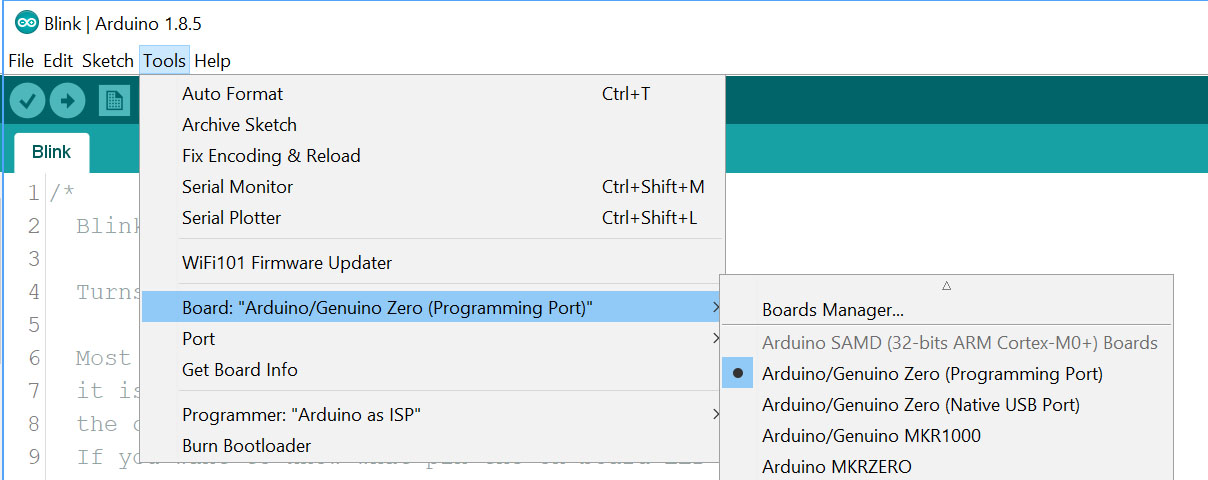 Blink | Arduino 1.8.5
File Edit Sketch Tools Help
Auto Format Ctrl+T
Archive Sketch
Fix Encoding & Reload
Serial Monitor Ctrl+Shift+M
Serial Plotter Ctrl+Shift+L
WiFi101 Firmware Updater
Board: "Arduino/Genuino Zero (Programming Port)"
Port
Get Board Info
Programmer: "Arduino as ISP"
Burn Bootloader
Boards Manager...
Arduino SAMD (32-bits ARM Cortex-M0+) Boards
Arduino/Genuino Zero (Programming Port)
Arduino/Genuino Zero (Native USB Port)
Arduino/Genuino MKR1000
Arduino MKRZERO
Blink
1 /*
2 Blink
3
4 Turns
5
6 Most
7 it is
8 the
9 If you